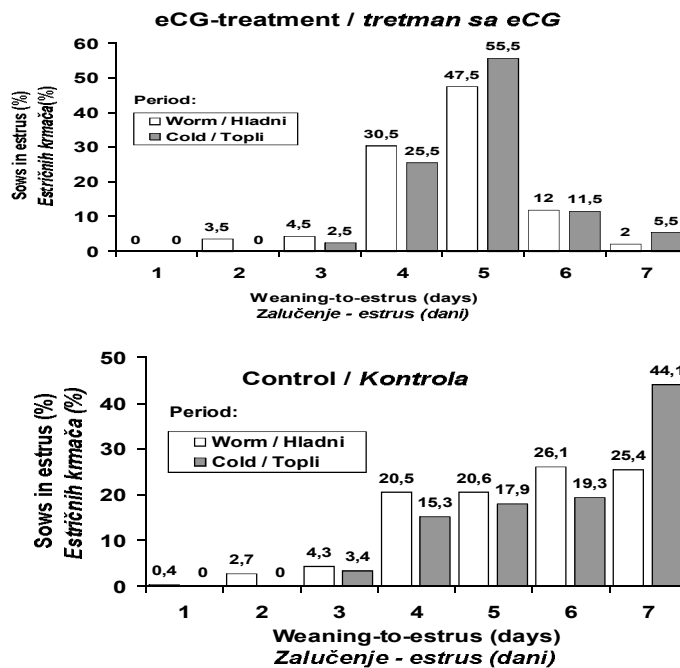 eCG-treatment / tretman sa eCG
Sows in estrus (%)
Estričnih krmača(%)
60
50
40
30
20
10
0
Period:
Worm / Hladni
Cold / Topli
0 0 3,5 0 4,5 2,5 30,5 25,5 47,5 55,5 12 11,5 2 5,5
1 2 3 4 5 6 7
Weaning-to-estrus (days)
Zalučenje - estrus (dani)
Control / Kontrola
Sows in estrus (%)
Estričnih krmača (%)
50
40
30
20
10
0
Period:
Worm / Hladni
Cold / Topli
0,4 0 2,7 0 4,3 3,4 20,5 15,3 20,6 17,9 26,1 19,3 25,4 44,1
1 2 3 4 5 6 7
Weaning-to-estrus (days)
Zalučenje - estrus (dani)